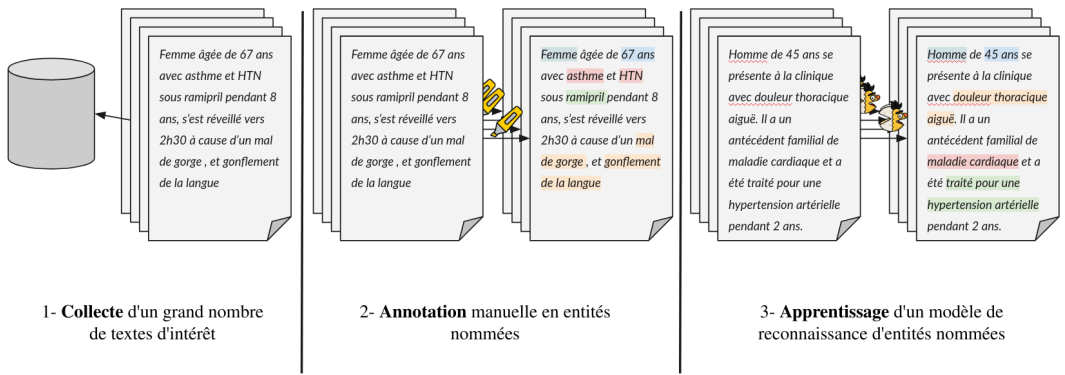 Femme âgée de 67 ans
avec asthme et HTN
sous ramipril pendant 8
ans, s'est réveillé vers
2h30 à cause d'un mal
de gorge , et gonflement
de la langue
1- Collecte d'un grand nombre
de textes d'intérêt
Femme âgée de 67 ans
avec asthme et HTN
sous ramipril pendant 8
ans, s'est réveillé vers
2h30 à cause d'un mal
de gorge , et gonflement
de la langue
Femme âgée de 67 ans
avec asthme et HTN
sous ramipril pendant 8
ans, s'est réveillé vers
2h30 à cause d'un mal
de gorge , et gonflement
de la langue
2- Annotation manuelle en entités
nommées
Homme de 45 ans se
présente à la clinique
avec douleur thoracique
aiguë. Il a un
antécédent familial de
maladie cardiaque et a
été traité pour une
hypertension artérielle
pendant 2 ans.
Homme de 45 ans se
présente à la clinique
avec douleur thoracique
aiguë. Il a un
antécédent familial de
maladie cardiaque et a
été traité pour une
hypertension artérielle
pendant 2 ans.
3- Apprentissage d'un modèle de
reconnaissance d'entités nommées